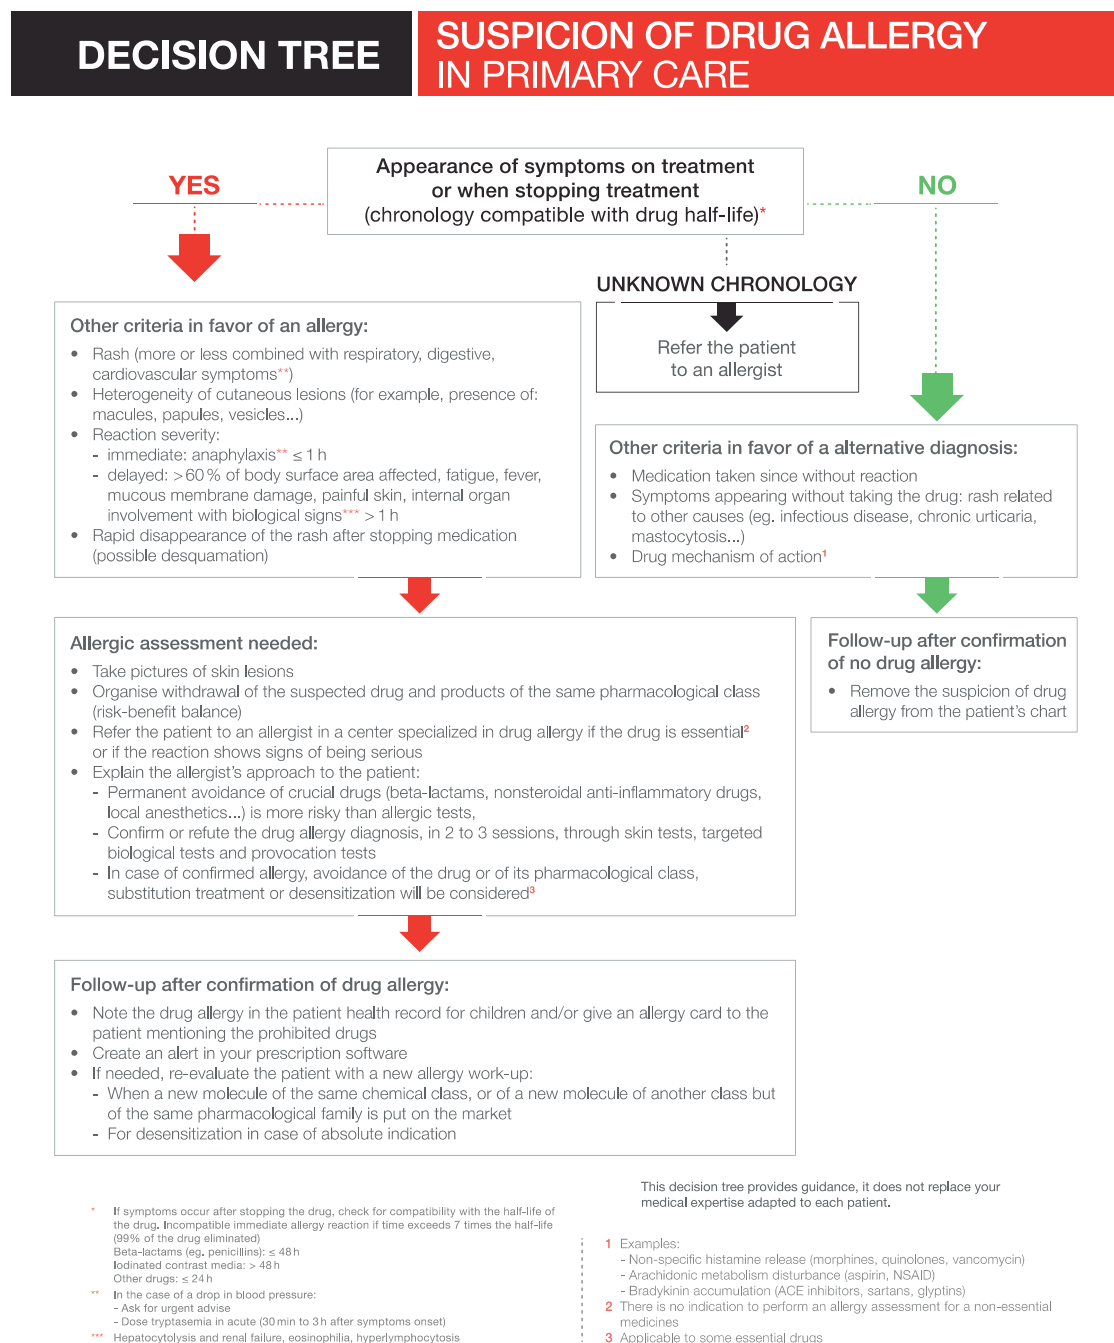 DECISION TREE
SUSPICION OF DRUG ALLERGY
IN PRIMARY CARE
Appearance of symptoms on treatment
or when stopping treatment
(chronology compatible with drug half-life)*
YES
NO
UNKNOWN CHRONOLOGY
Refer the patient
to an allergist
Other criteria in favor of an allergy:
• Rash (more or less combined with respiratory, digestive,
cardiovascular symptoms**)
• Heterogeneity of cutaneous lesions (for example, presence of:
macules, papules, vesicles...)
• Reaction severity:
- immediate: anaphylaxis** ≤ 1 h
- delayed: >60 % of body surface area affected, fatigue, fever,
mucous membrane damage, painful skin, internal organ
involvement with biological signs*** > 1 h
• Rapid disappearance of the rash after stopping medication
(possible desquamation)
Other criteria in favor of a alternative diagnosis:
• Medication taken since without reaction
• Symptoms appearing without taking the drug: rash related
to other causes (eg. infectious disease, chronic urticaria,
mastocytosis...)
• Drug mechanism of action1
Allergic assessment needed:
• Take pictures of skin lesions
• Organise withdrawal of the suspected drug and products of the same pharmacological class
(risk-benefit balance)
• Refer the patient to an allergist in a center specialized in drug allergy if the drug is essential2
or if the reaction shows signs of being serious
• Explain the allergist's approach to the patient:
- Permanent avoidance of crucial drugs (beta-lactams, nonsteroidal anti-inflammatory drugs,
local anesthetics...) is more risky than allergic tests,
- Confirm or refute the drug allergy diagnosis, in 2 to 3 sessions, through skin tests, targeted
biological tests and provocation tests
- In case of confirmed allergy, avoidance of the drug or of its pharmacological class,
substitution treatment or desensitization will be considered3
Follow-up after confirmation
of no drug allergy:
• Remove the suspicion of drug
allergy from the patient's chart
Follow-up after confirmation of drug allergy:
• Note the drug allergy in the patient health record for children and/or give an allergy card to the
patient mentioning the prohibited drugs
• Create an alert in your prescription software
• If needed, re-evaluate the patient with a new allergy work-up:
- When a new molecule of the same chemical class, or of a new molecule of another class but
of the same pharmacological family is put on the market
- For desensitization in case of absolute indication
This decision tree provides guidance, it does not replace your
medical expertise adapted to each patient.
* If symptoms occur after stopping the drug, check for compatibility with the half-life of
the drug. Incompatible immediate allergy reaction if time exceeds 7 times the half-life
(99% of the drug eliminated)
Beta-lactams (eg. penicillins): ≤ 48 h
Iodinated contrast media: > 48 h
Other drugs: ≤ 24 h
** In the case of a drop in blood pressure:
- Ask for urgent advise
- Dose tryptasemia in acute (30 min to 3 h after symptoms onset)
*** Hepatocytolysis and renal failure, eosinophilia, hyperlymphocytosis
1 Examples:
- Non-specific histamine release (morphines, quinolones, vancomycin)
- Arachidonic metabolism disturbance (aspirin, NSAID)
- Bradykinin accumulation (ACE inhibitors, sartans, glyptins)
2 There is no indication to perform an allergy assessment for a non-essential
medicines
3 Applicable to some essential drugs